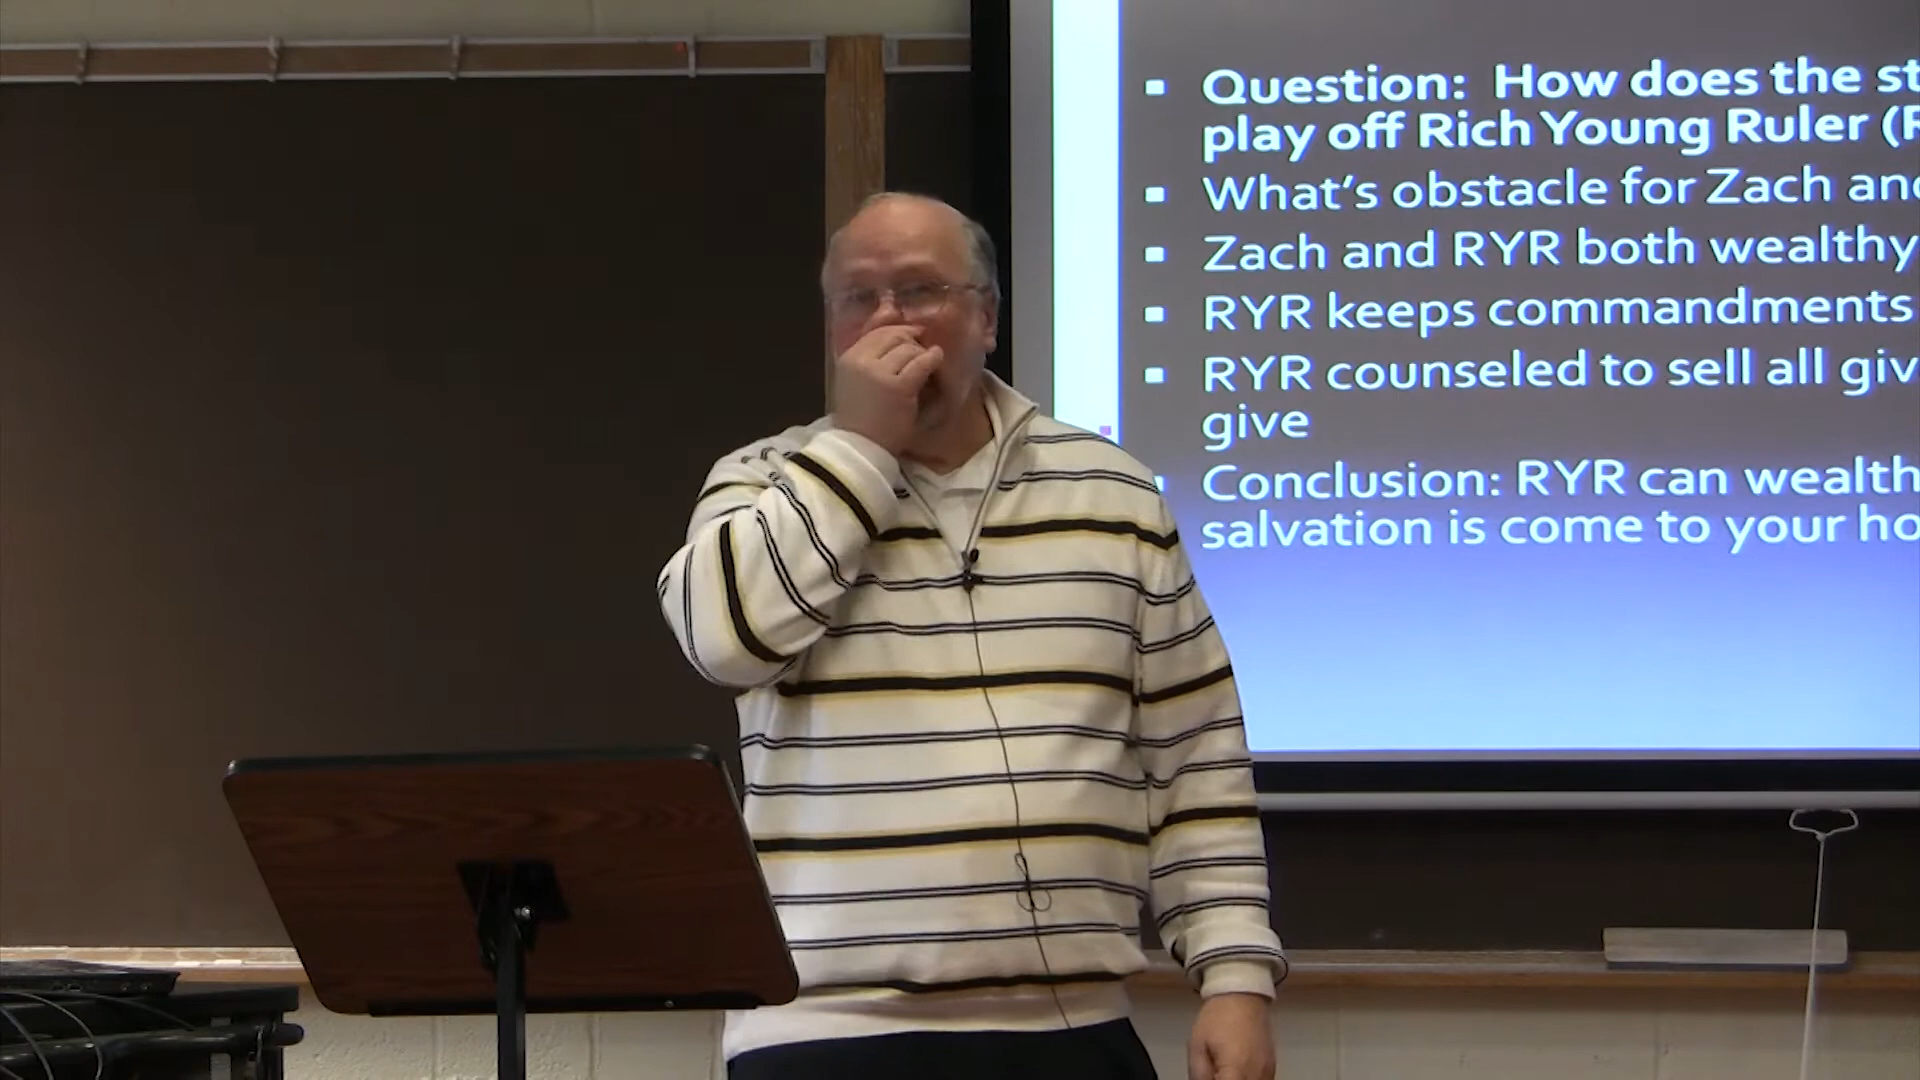 ▪ Question: How does the st
play off Rich Young Ruler (R
▪ What's obstacle for Zach and
▪ Zach and RYR both wealthy
▪ RYR keeps commandments
▪ RYR counseled to sell all giv
give
▪ Conclusion: RYR can wealth
salvation is come to your ho